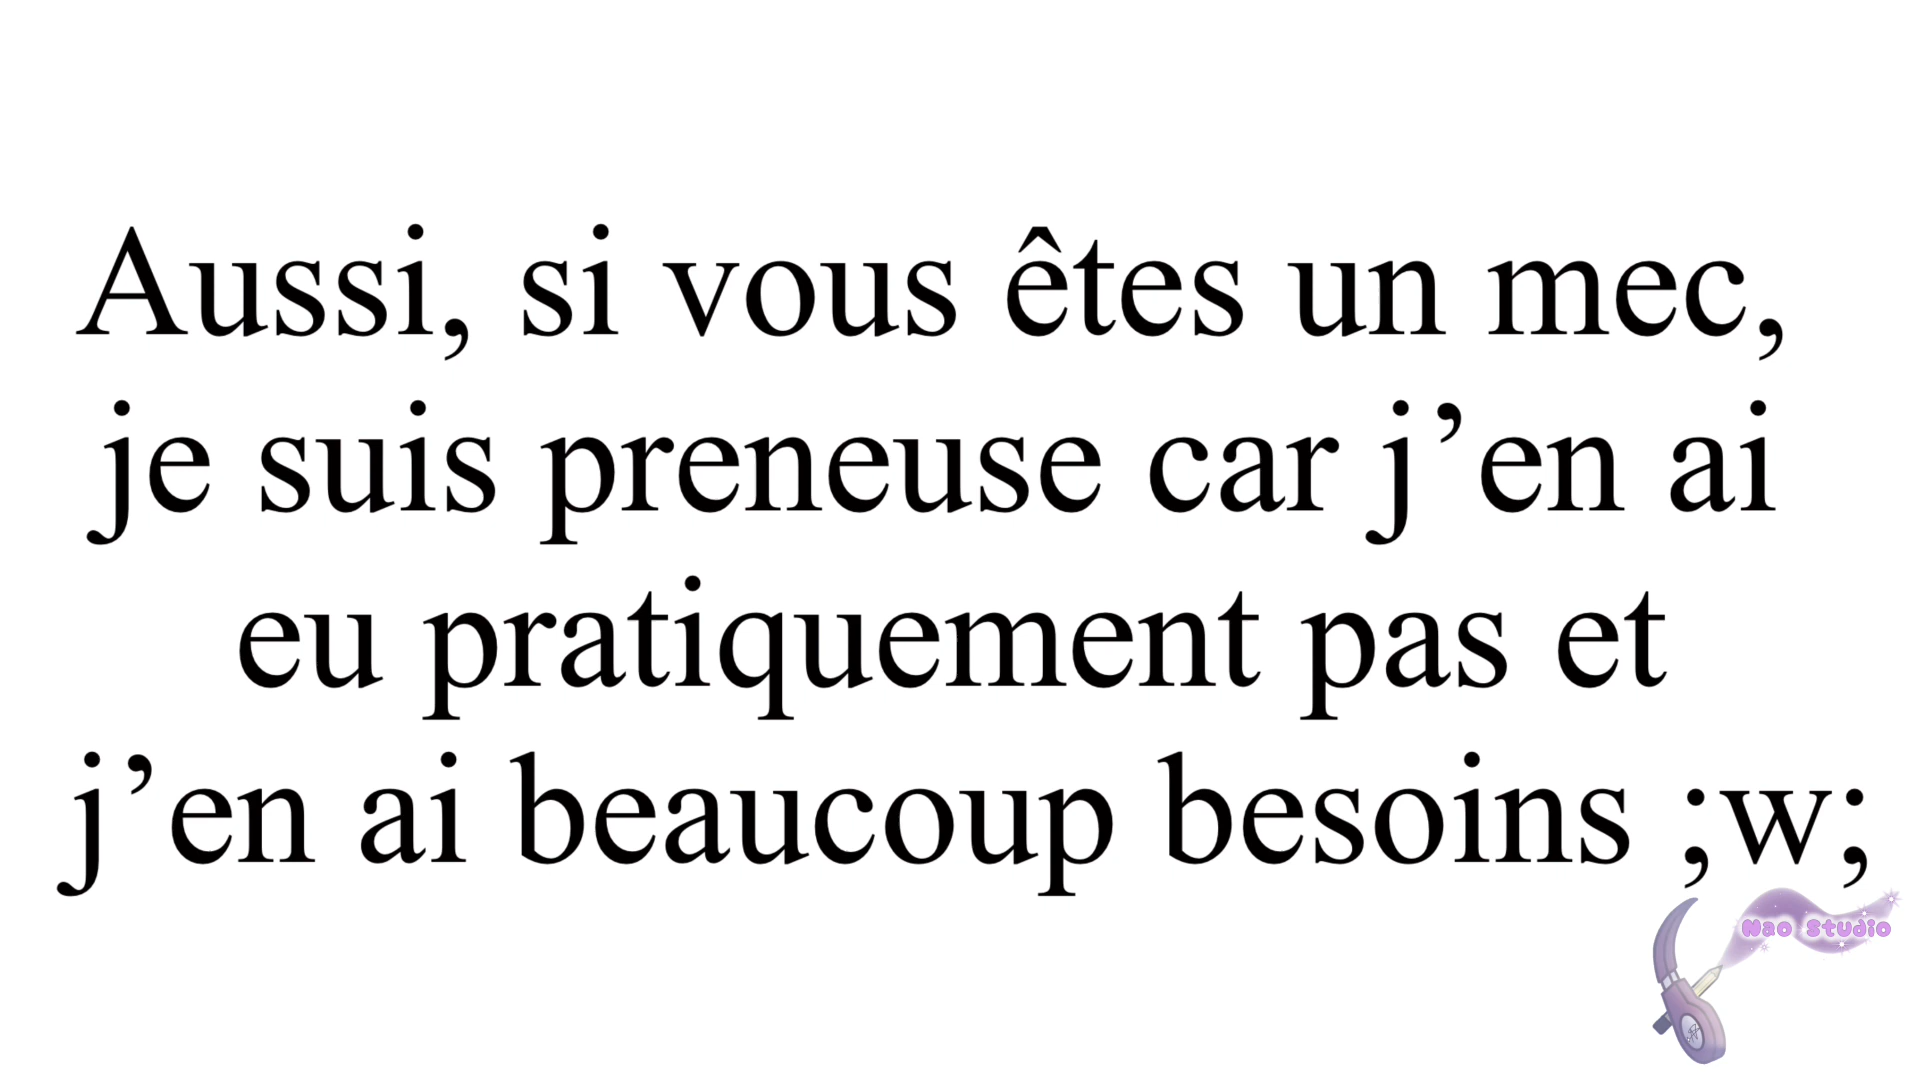 Aussi, si vous êtes un mec,
je suis preneuse car j’en ai
eu pratiquement pas et
j’en ai beaucoup besoins ;w;
Nao Studio